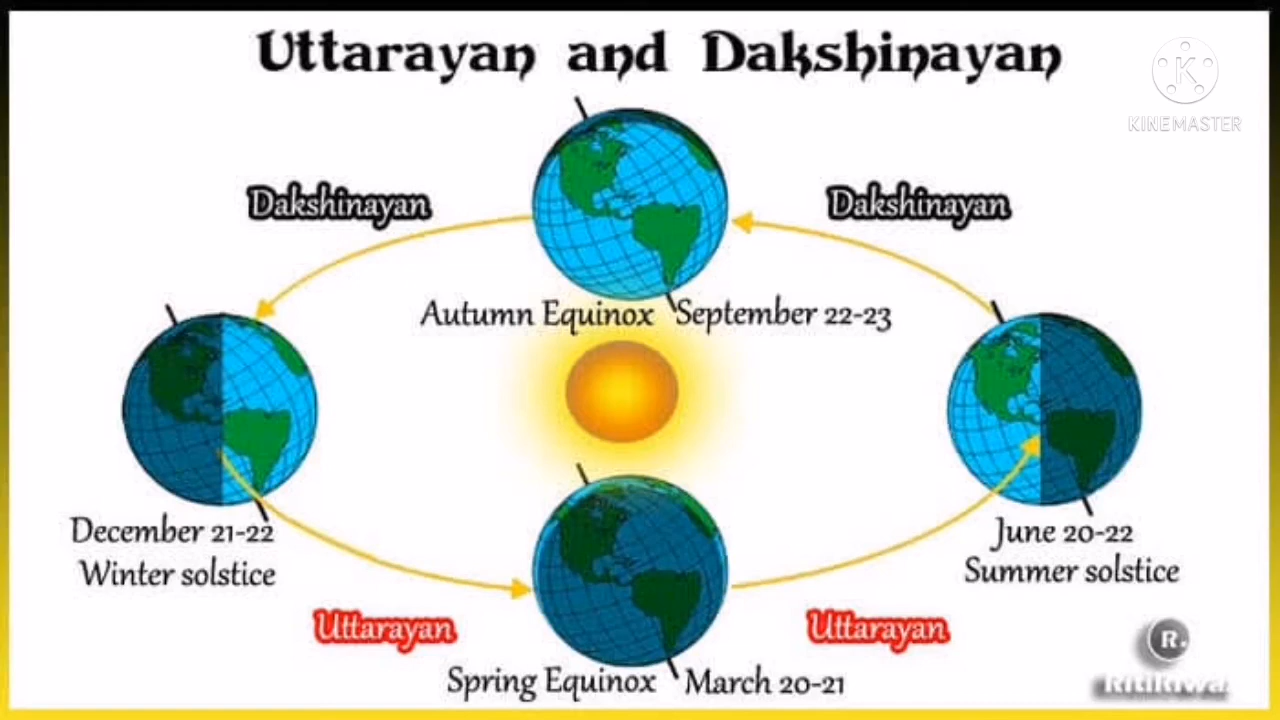 Uttarayan and Dakshinayan
K
KINEMASTER
Dakshinayan
Dakshinayan
Autumn Equinox September 22-23
December 21-22
Winter solstice
June 20-22
Summer solstice
Uttarayan
Uttarayan
R.
Spring Equinox March 20-21